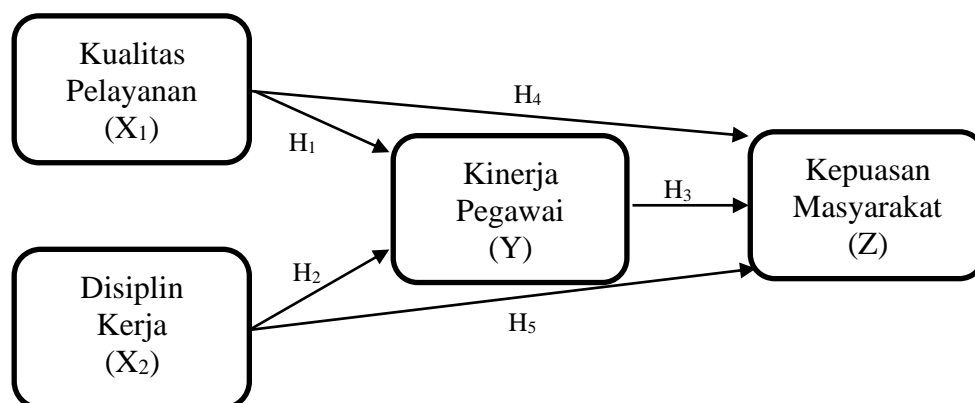 Kualitas
Pelayanan
(X₁)
H₄
H₁
Kinerja
Pegawai
(Y)
H₃
Kepuasan
Masyarakat
(Z)
Disiplin
Kerja
(X₂)
H₂
H₅